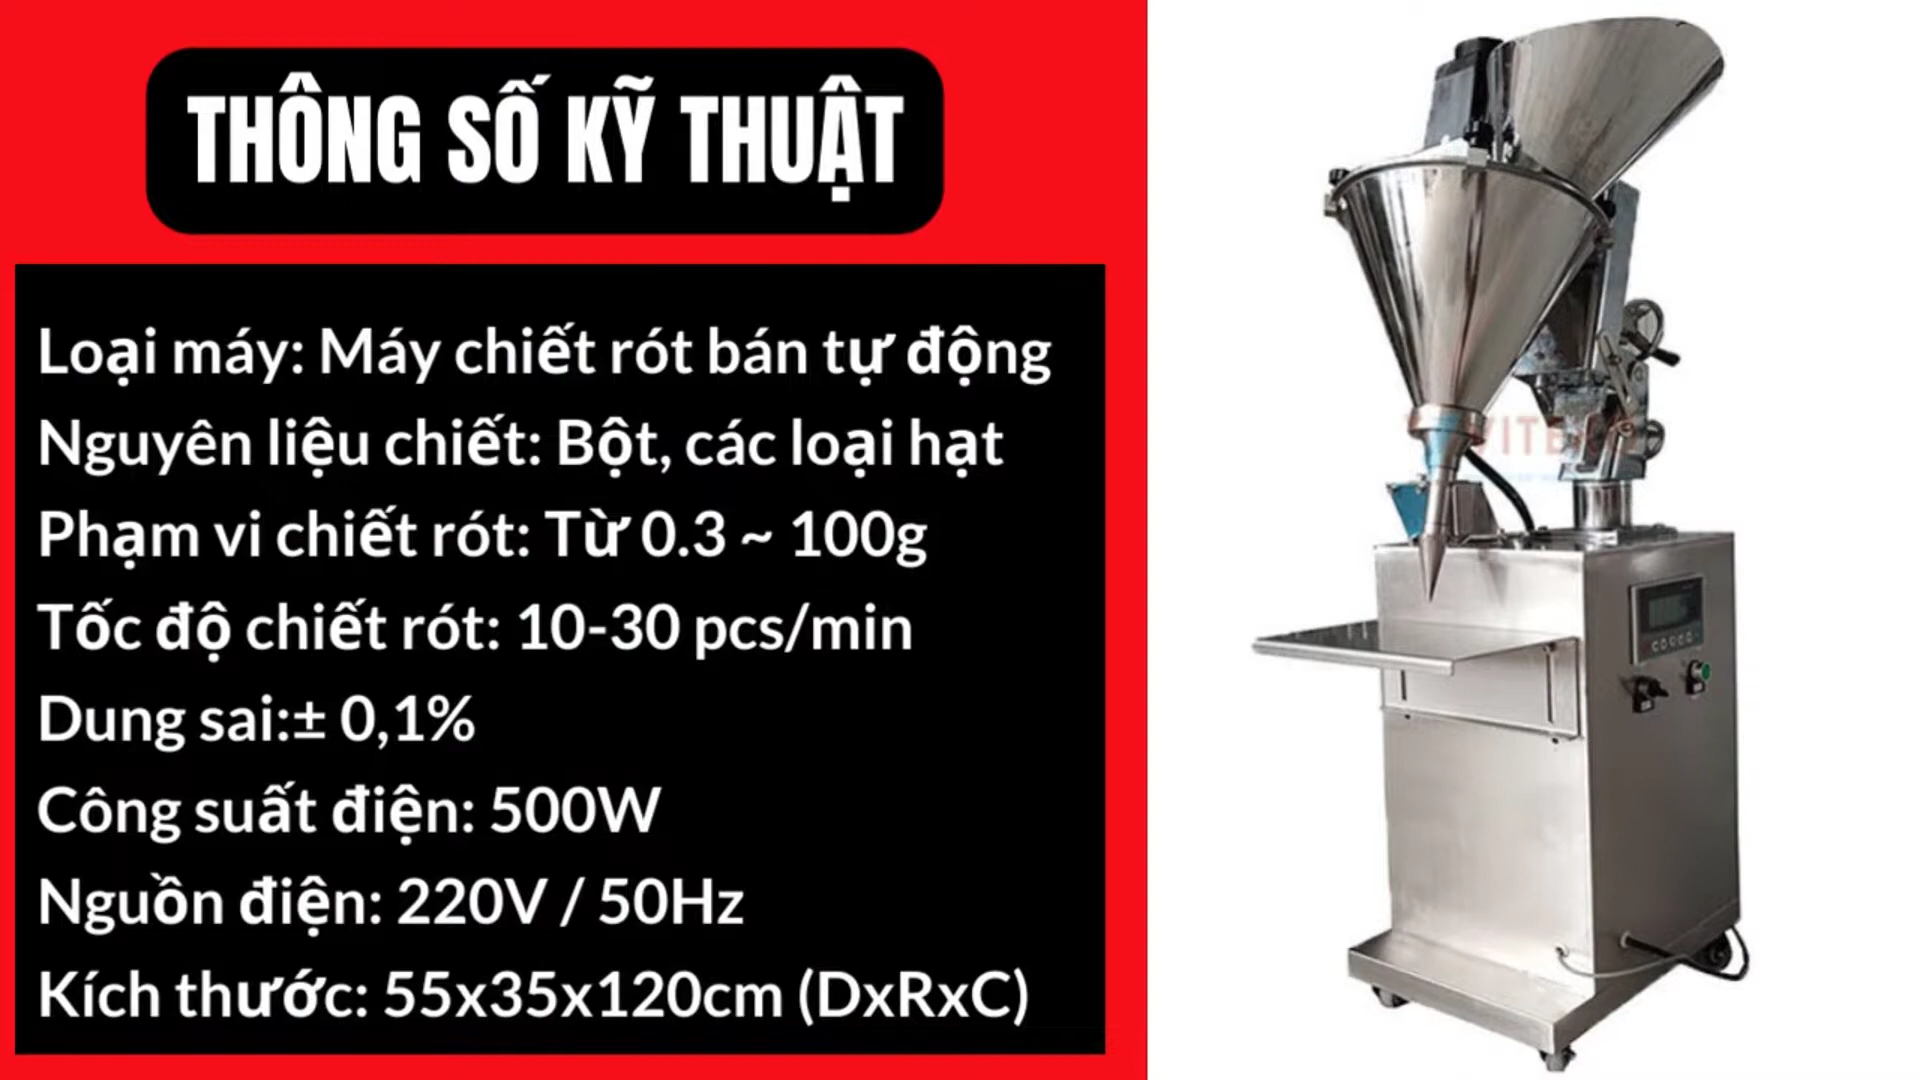 THÔNG SỐ KỸ THUẬT
Loại máy: Máy chiết rót bán tự động
Nguyên liệu chiết: Bột, các loại hạt
Phạm vi chiết rót: Từ 0.3 ~ 100g
Tốc độ chiết rót: 10-30 pcs/min
Dung sai:± 0,1%
Công suất điện: 500W
Nguồn điện: 220V / 50Hz
Kích thước: 55x35x120cm (DxRxC)